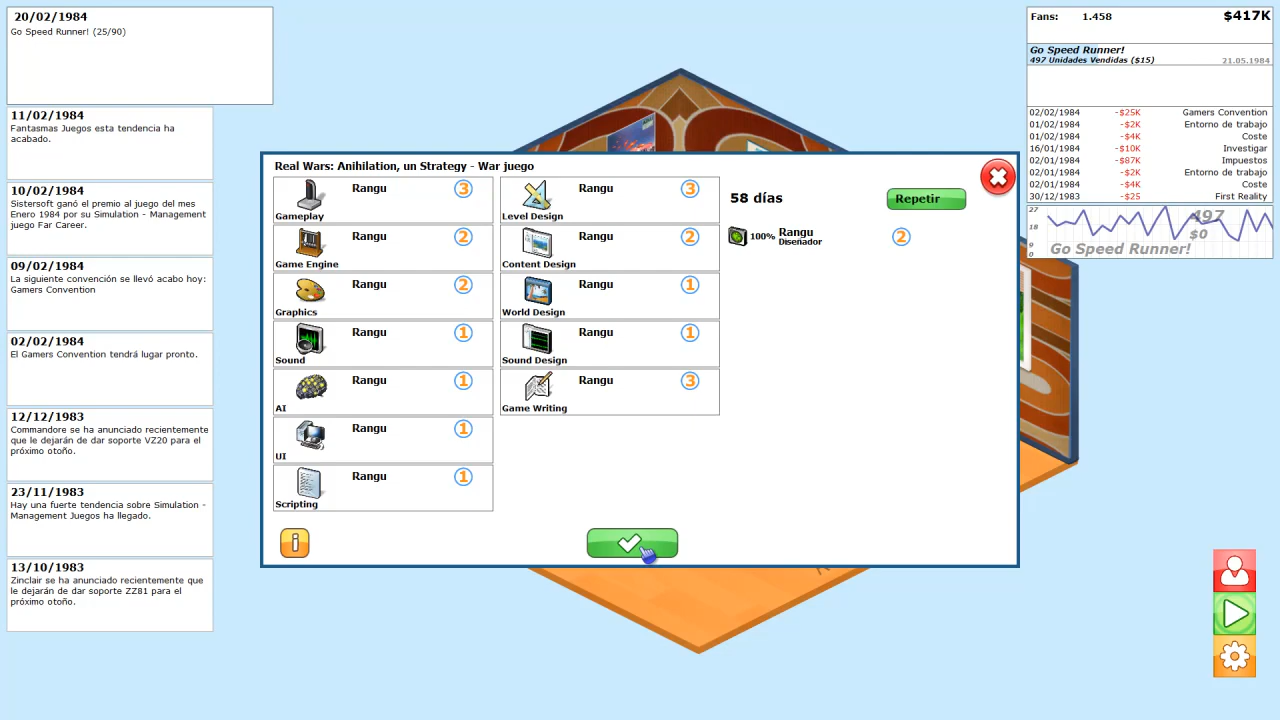 20/02/1984
Go Speed Runner! (25/90)
11/02/1984
Fantasmas Juegos esta tendencia ha
acabado.
10/02/1984
Sistersoft ganó el premio al juego del mes
Enero 1984 por su Simulation - Management
juego Far Career.
09/02/1984
La siguiente convención se llevó acabo hoy:
Gamers Convention
02/02/1984
El Gamers Convention tendrá lugar pronto.
12/12/1983
Commandore se ha anunciado recientemente
que le dejarán de dar soporte VZ20 para el
próximo otoño.
23/11/1983
Hay una fuerte tendencia sobre Simulation -
Management Juegos ha llegado.
13/10/1983
Zinclair se ha anunciado recientemente que
le dejarán de dar soporte ZZ81 para el
próximo otoño.
Real Wars: Anihilation, un Strategy - War juego
Rangu 3
Gameplay
Rangu 2
Game Engine
Rangu 2
Graphics
Rangu 1
Sound
Rangu 1
AI
Rangu 1
UI
Rangu 1
Scripting
Rangu 3
Level Design
Rangu 2
Content Design
Rangu 1
World Design
Rangu 1
Sound Design
Rangu 3
Game Writing
58 días
Repetir
100% Rangu 2
Diseñador
Fans: 1.458 $417K
Go Speed Runner!
497 Unidades Vendidas ($15) 21.05.1984
02/02/1984 -$25K Gamers Convention
01/02/1984 -$2K Entorno de trabajo
01/02/1984 -$4K Coste
16/01/1984 -$10K Investigar
02/01/1984 -$87K Impuestos
02/01/1984 -$2K Entorno de trabajo
02/01/1984 -$4K Coste
30/12/1983 -$25 First Reality
27
18
9
0
497
$0
Go Speed Runner!